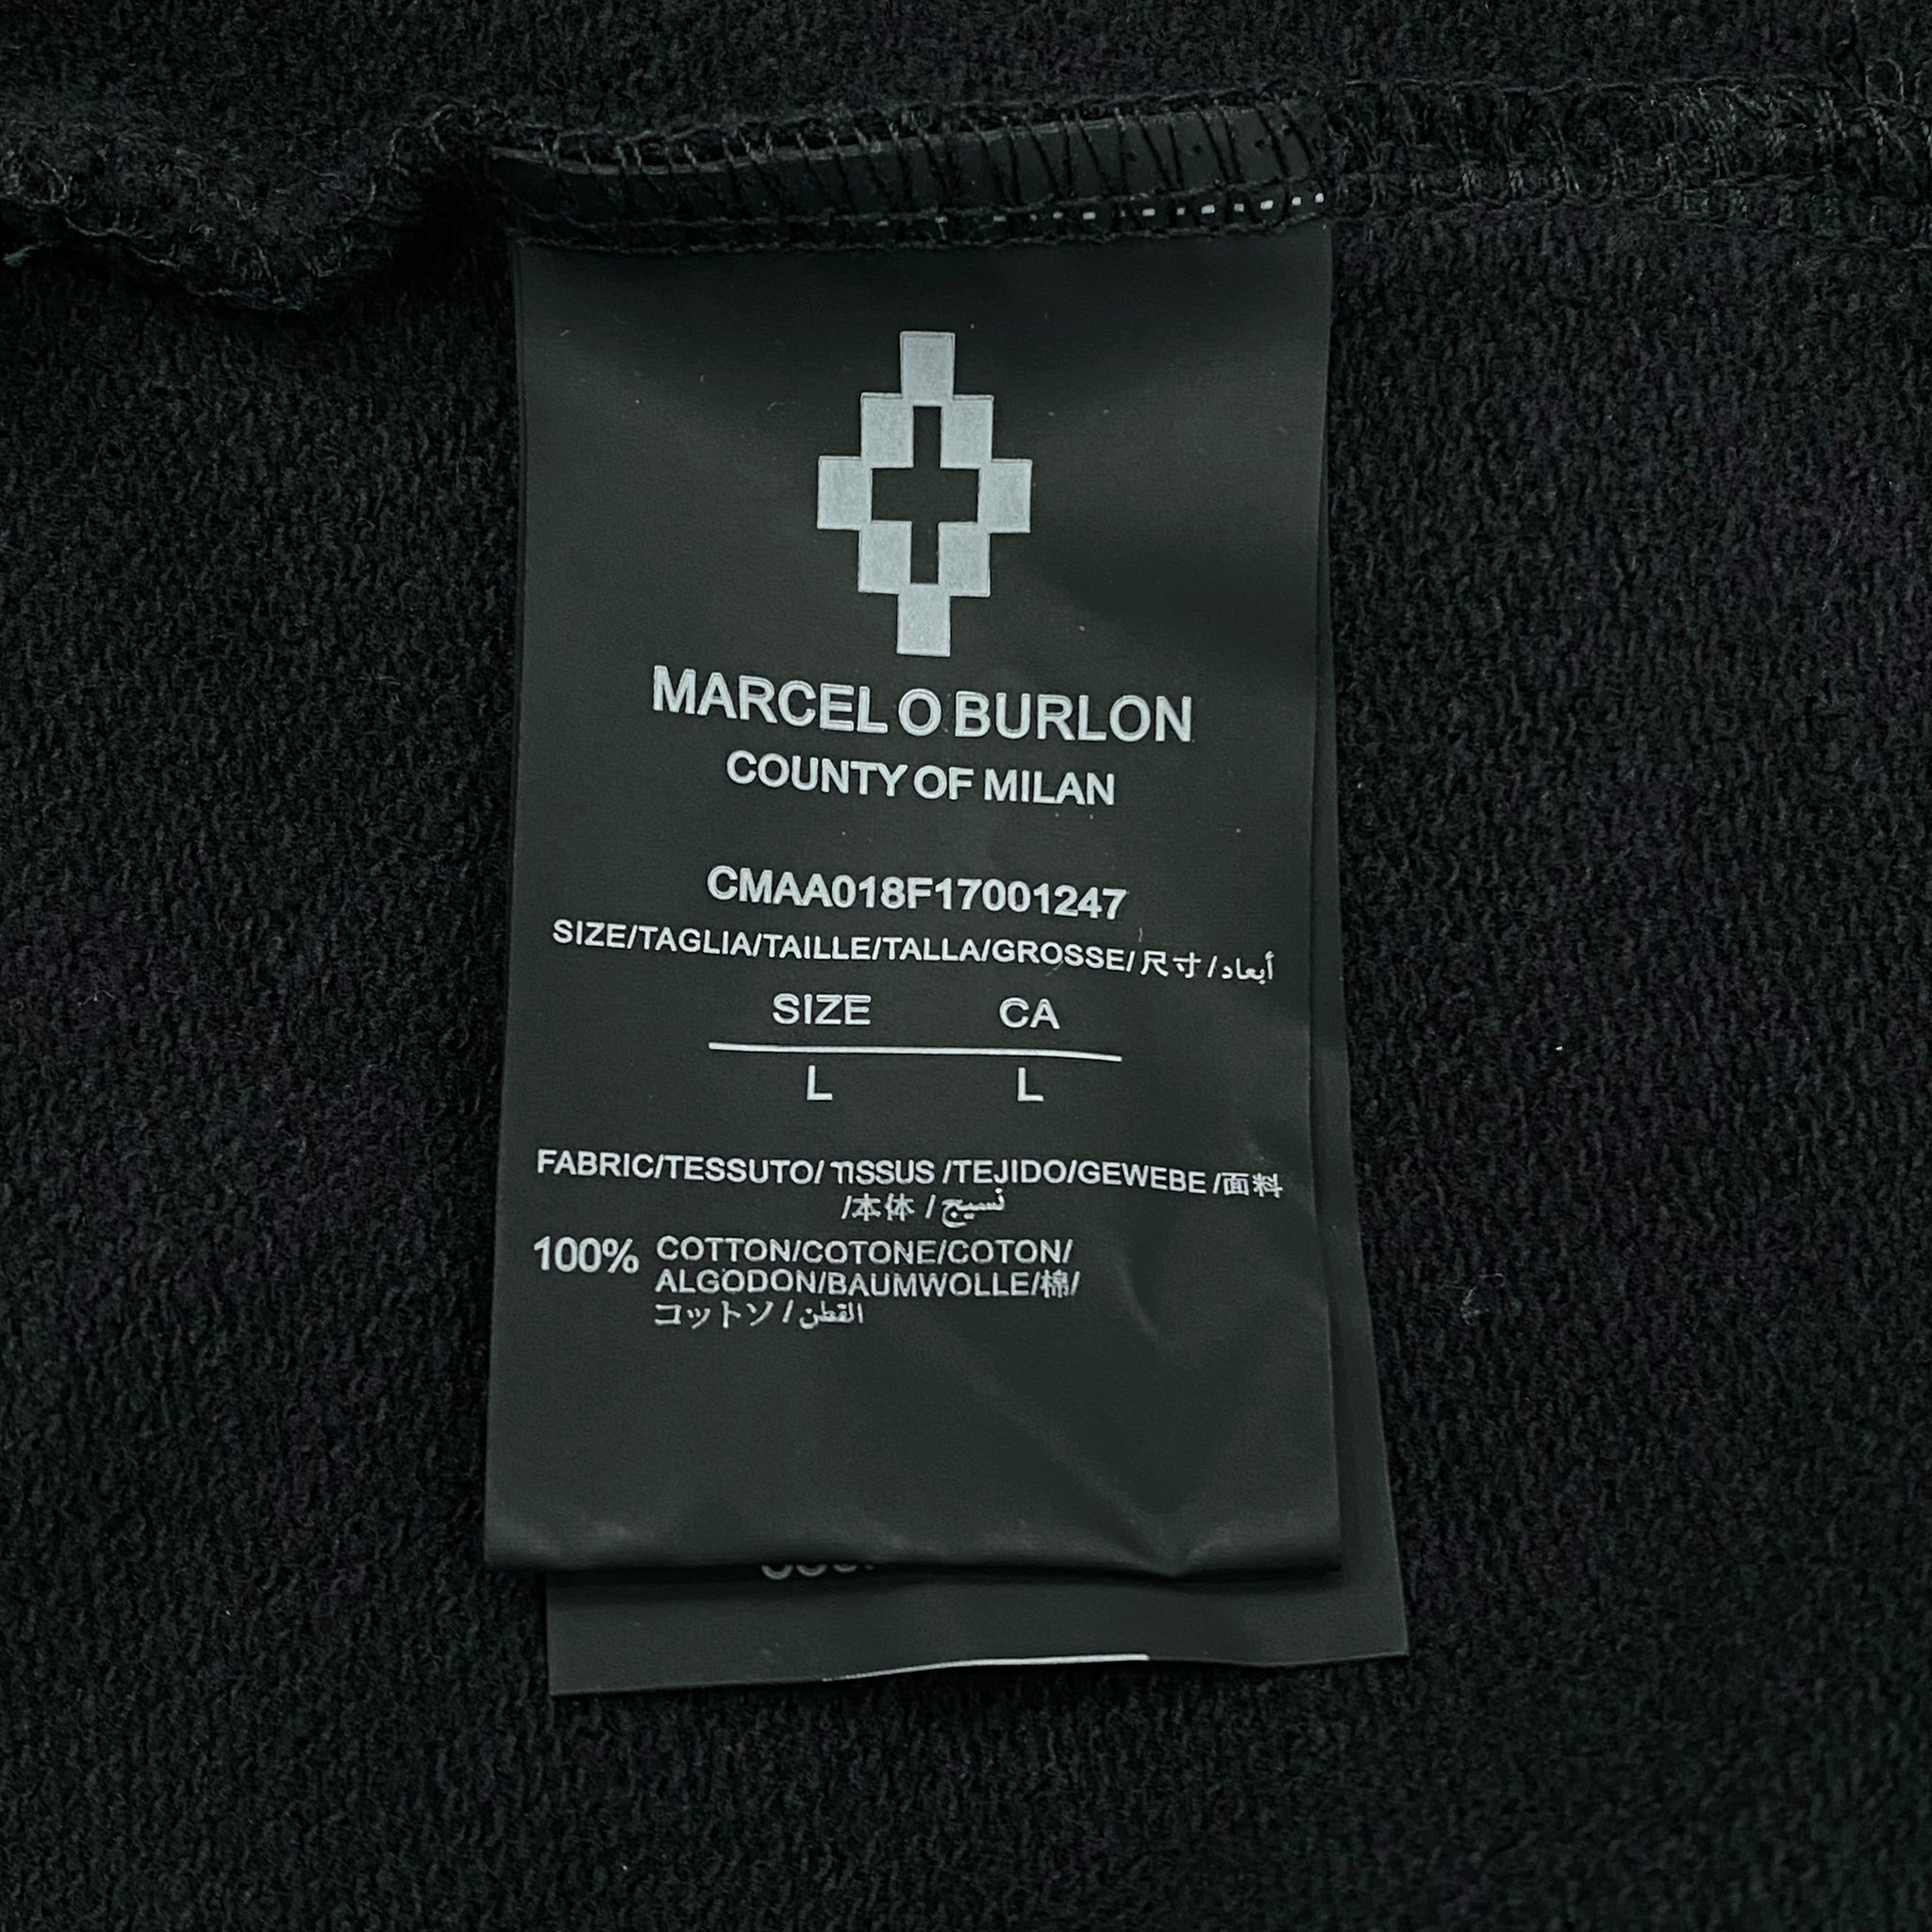 MARCELO BURLON
COUNTY OF MILAN
CMAA018F17001247
SIZE/TAGLIA/TAILLE/TALLA/GROSSE/尺寸/أبعاد
SIZE CA
L L
FABRIC/TESSUTO/TISSUS /TEJIDO/GEWEBE /面料
/本体 / نسيج
100% COTTON/COTONE/COTON/
ALGODON/BAUMWOLLE/棉/
コットソ / القطن